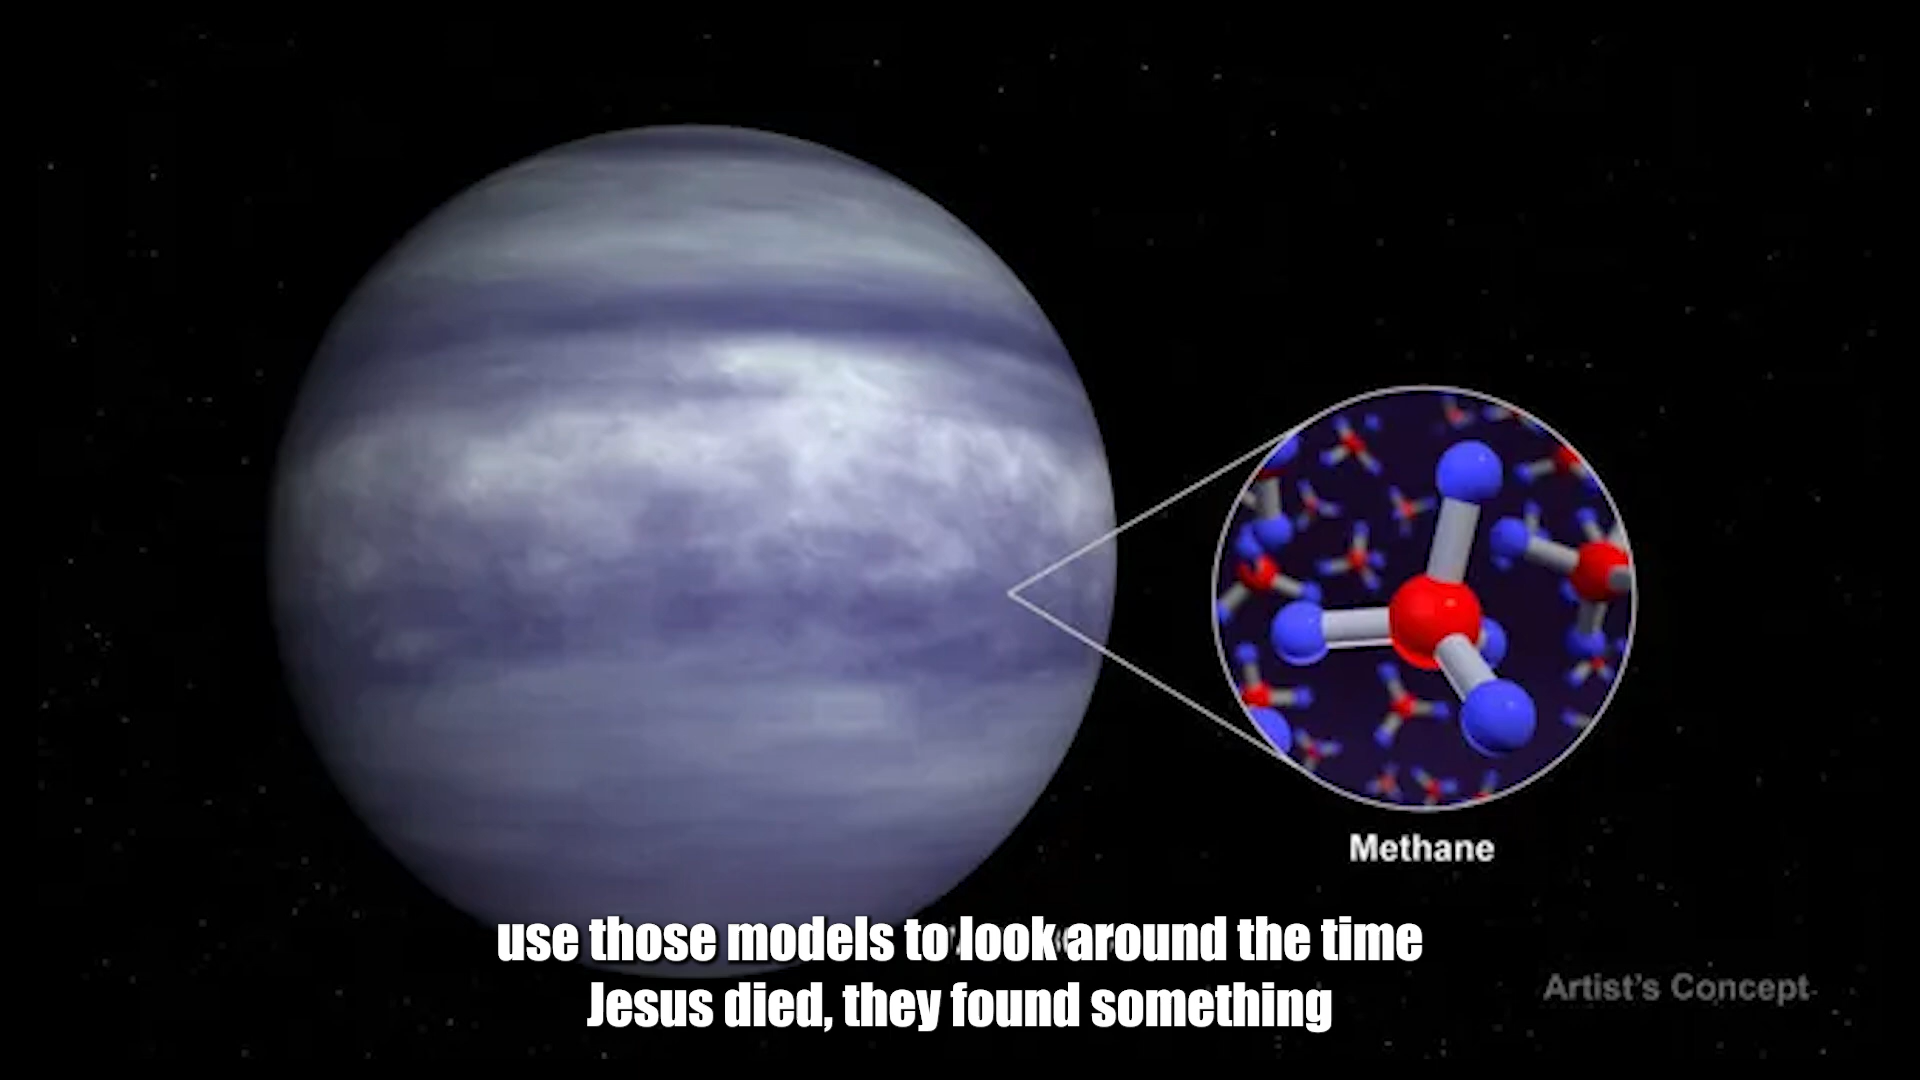 Methane
use those models to look around the time
Artist's Concept
Jesus died, they found something